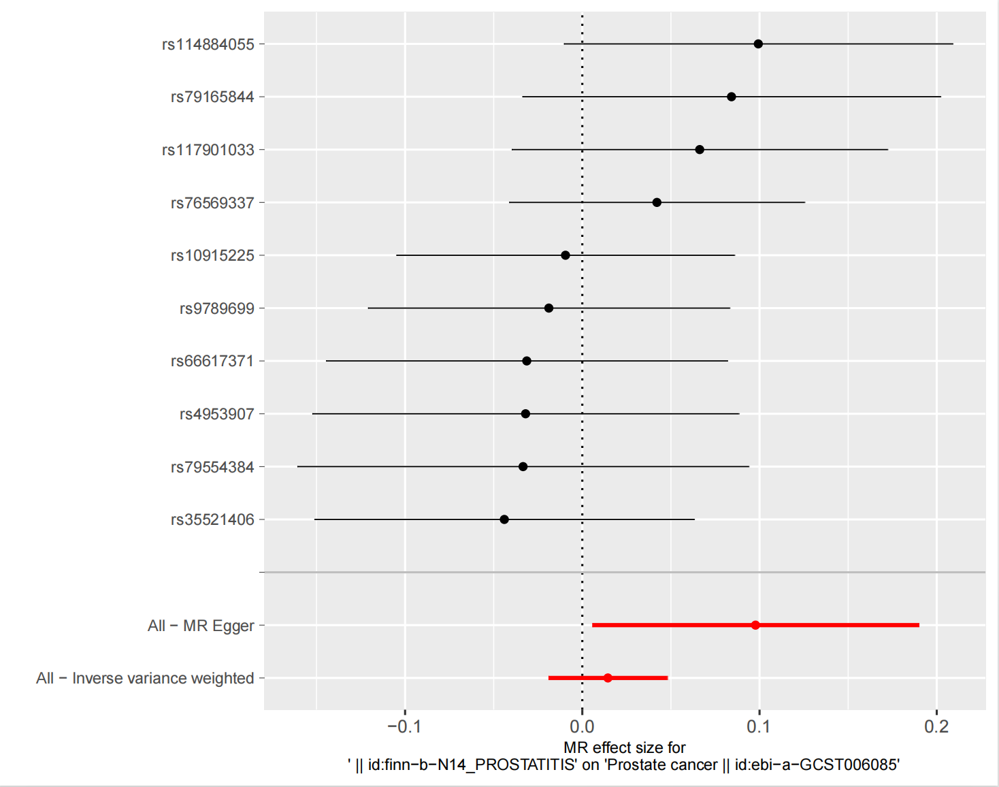 rs114884055
rs79165844
rs117901033
rs76569337
rs10915225
rs9789699
rs66617371
rs4953907
rs79554384
rs35521406
All − MR Egger
All − Inverse variance weighted
−0.1 0.0 0.1 0.2
MR effect size for
' || id:finn−b−N14_PROSTATITIS' on 'Prostate cancer || id:ebi−a−GCST006085'